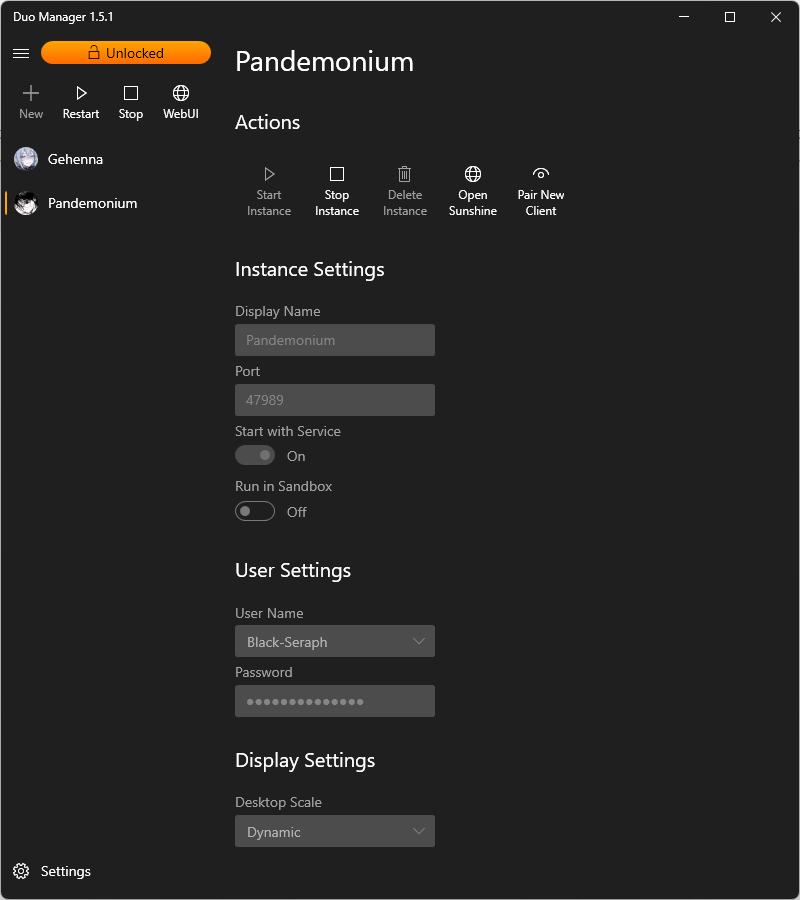 Duo Manager 1.5.1
Unlocked
New
Restart
Stop
WebUI
Gehenna
Pandemonium
Settings
Pandemonium
Actions
Start
Instance
Stop
Instance
Delete
Instance
Open
Sunshine
Pair New
Client
Instance Settings
Display Name
Pandemonium
Port
47989
Start with Service
On
Run in Sandbox
Off
User Settings
User Name
Black-Seraph
Password
●●●●●●●●●●●●●●
Display Settings
Desktop Scale
Dynamic